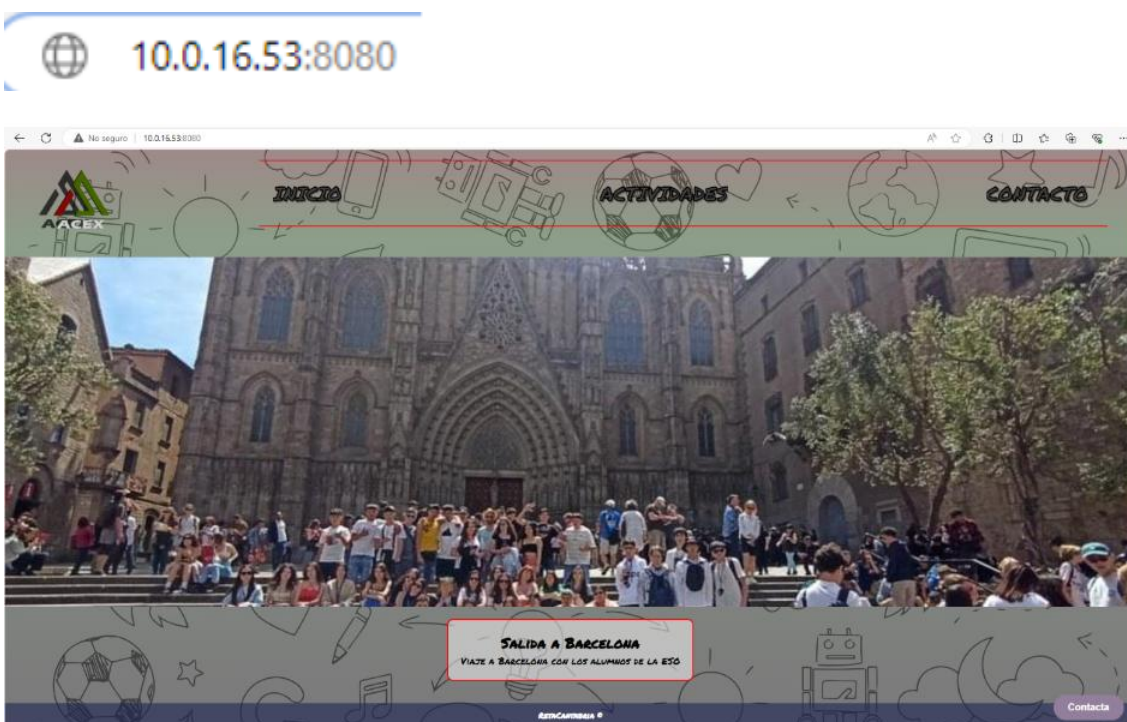 10.0.16.53:8080
No seguro 10.0.16.53:8080
AACEX
INICIO
ACTIVIDADES
CONTACTO
SALIDA A BARCELONA
VIAJE A BARCELONA CON LOS ALUMNOS DE LA ESO
Contacta
RETACANTABRIA ©